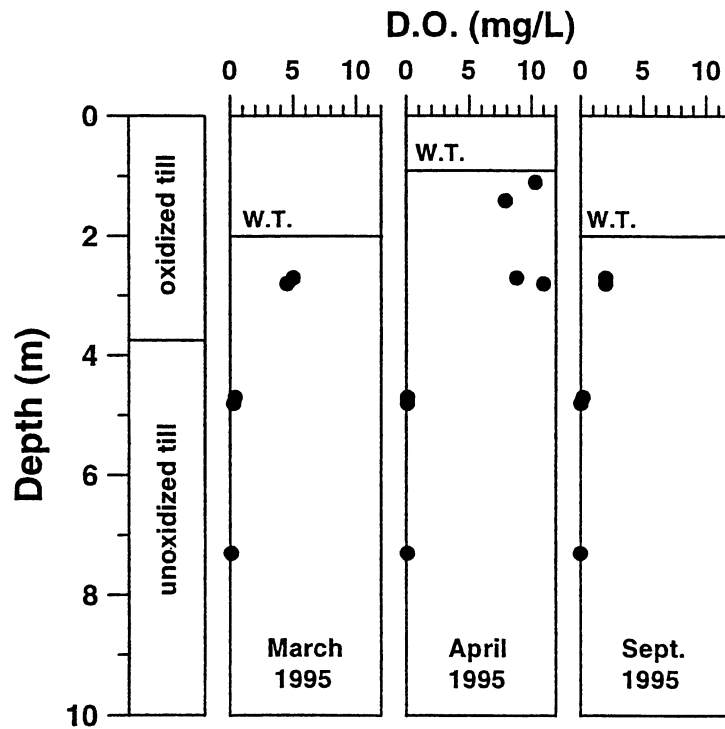 D.O. (mg/L)
0 5 10 0 5 10 0 5 10
0
2
4
6
8
10
Depth (m)
oxidized till
unoxidized till
W.T.
W.T.
W.T.
March
1995
April
1995
Sept.
1995